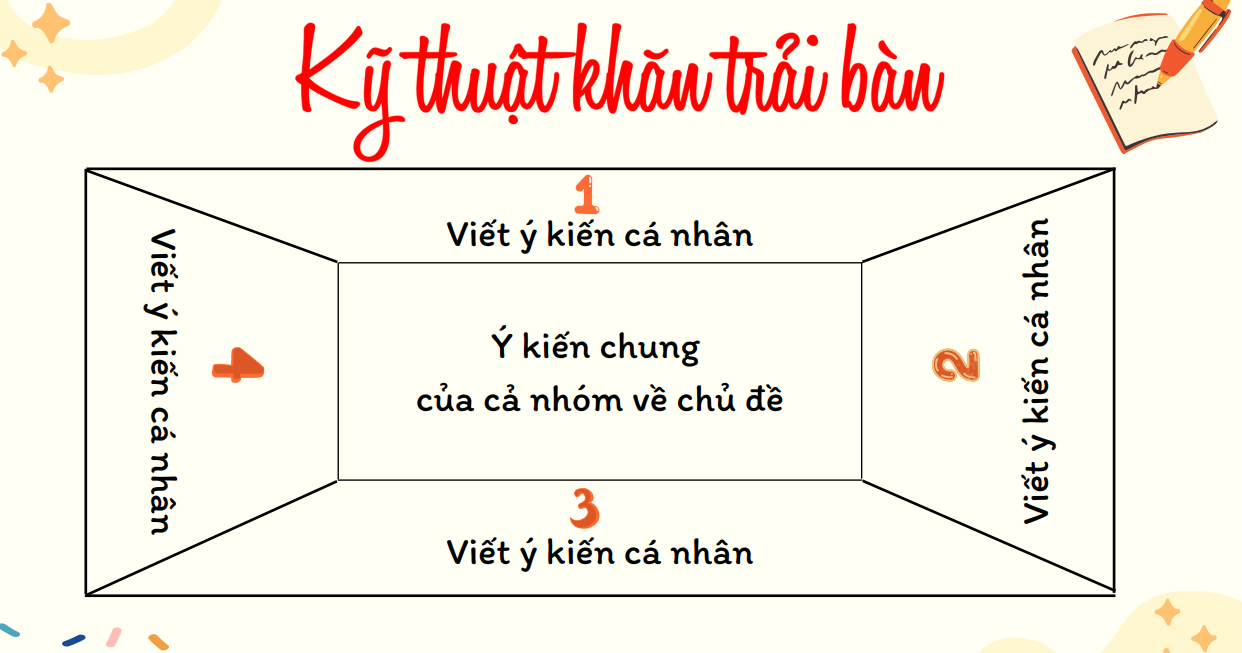 Kỹ thuật khăn trải bàn
1
Viết ý kiến cá nhân
Viết ý kiến cá nhân
4
Ý kiến chung
của cả nhóm về chủ đề
2
Viết ý kiến cá nhân
3
Viết ý kiến cá nhân